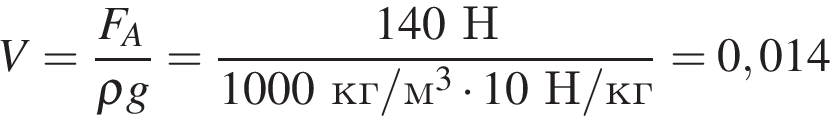 V = F_A / ρg = 140 Н / 1000 кг/м³ · 10 Н/кг = 0,014